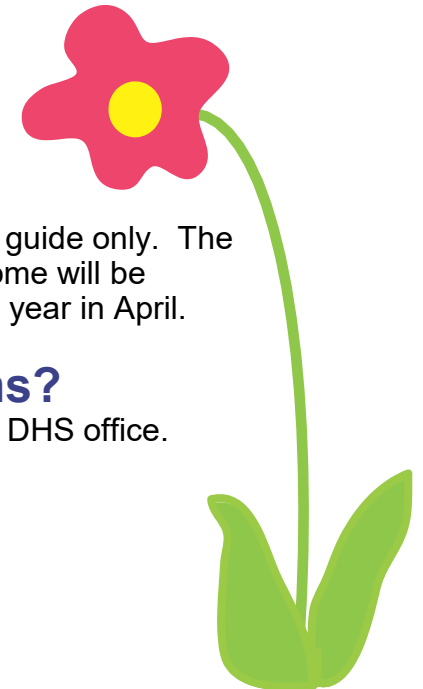 guide only.  The
ome will be
year in April.
ns?
DHS office.